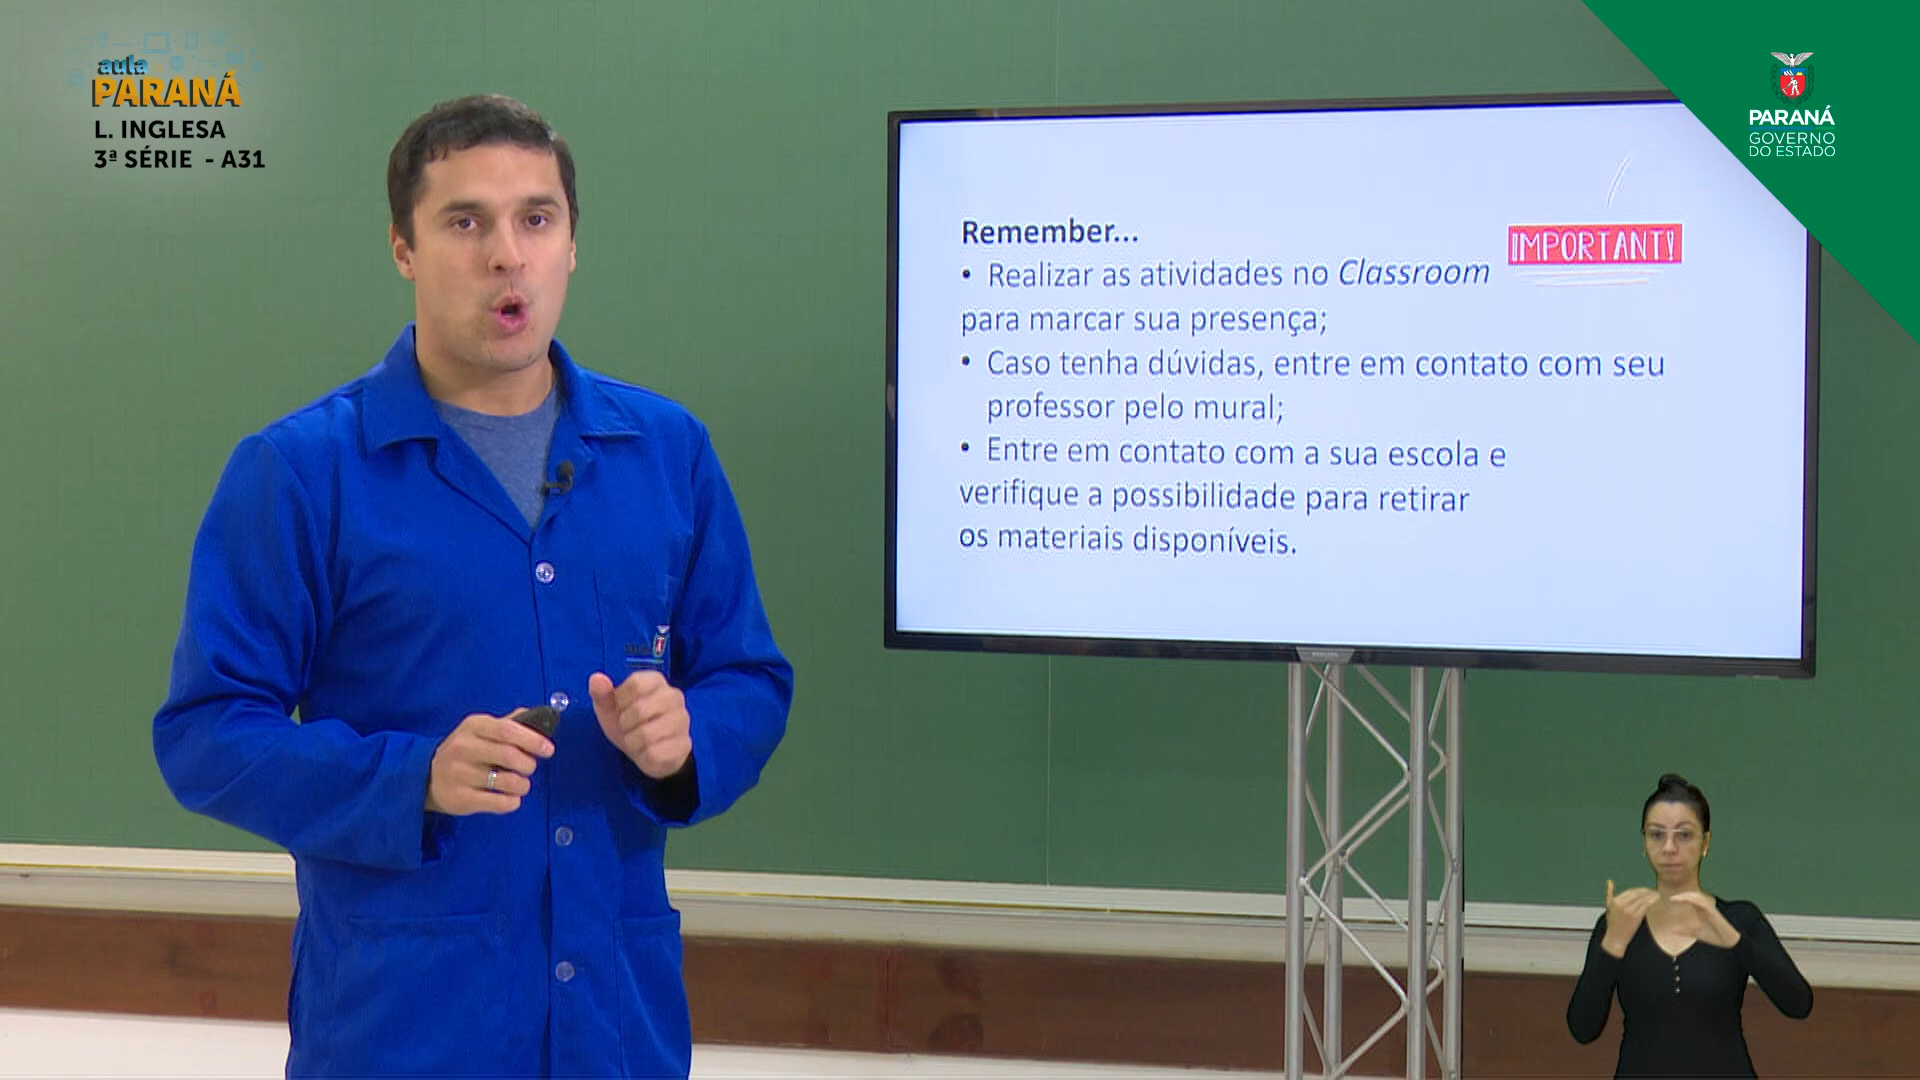 aula
PARANÁ
L. INGLESA
3ª SÉRIE - A31
PARANÁ
GOVERNO
DO ESTADO
Remember...
IMPORTANT!
• Realizar as atividades no Classroom
para marcar sua presença;
• Caso tenha dúvidas, entre em contato com seu
professor pelo mural;
• Entre em contato com a sua escola e
verifique a possibilidade para retirar
os materiais disponíveis.